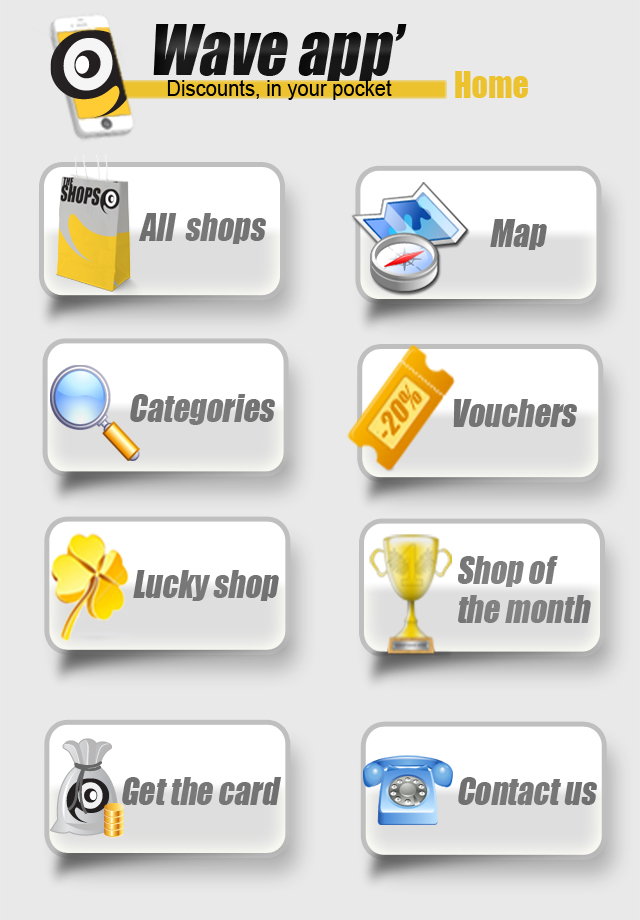 Wave app’
Discounts, in your pocket
Home
THE
SHOPS
All shops
Map
Categories
-20%
Vouchers
Lucky shop
Shop of
the month
Get the card
Contact us